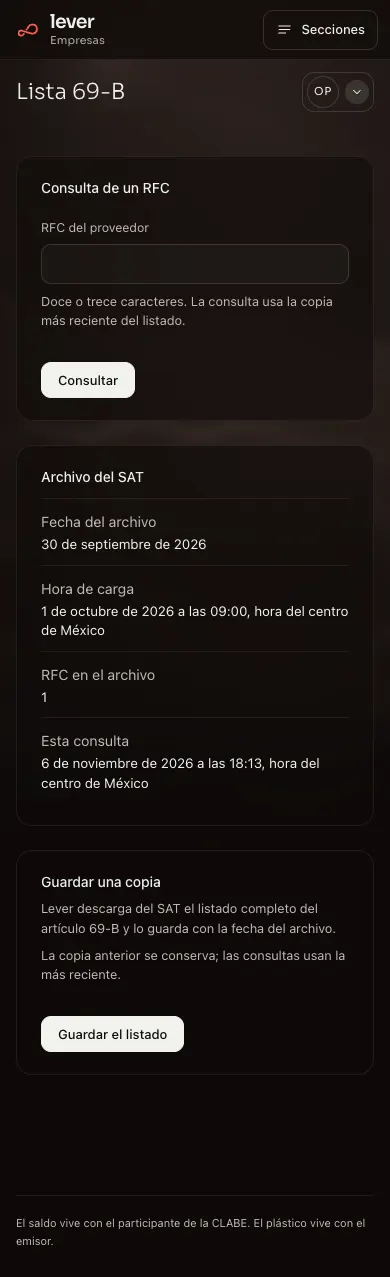 lever
Empresas
Secciones
Lista 69-B
OP
Consulta de un RFC
RFC del proveedor
Doce o trece caracteres. La consulta usa la copia
más reciente del listado.
Consultar
Archivo del SAT
Fecha del archivo
30 de septiembre de 2026
Hora de carga
1 de octubre de 2026 a las 09:00, hora del centro
de México
RFC en el archivo
1
Esta consulta
6 de noviembre de 2026 a las 18:13, hora del
centro de México
Guardar una copia
Lever descarga del SAT el listado completo del
artículo 69-B y lo guarda con la fecha del archivo.
La copia anterior se conserva; las consultas usan la
más reciente.
Guardar el listado
El saldo vive con el participante de la CLABE. El plástico vive con el
emisor.